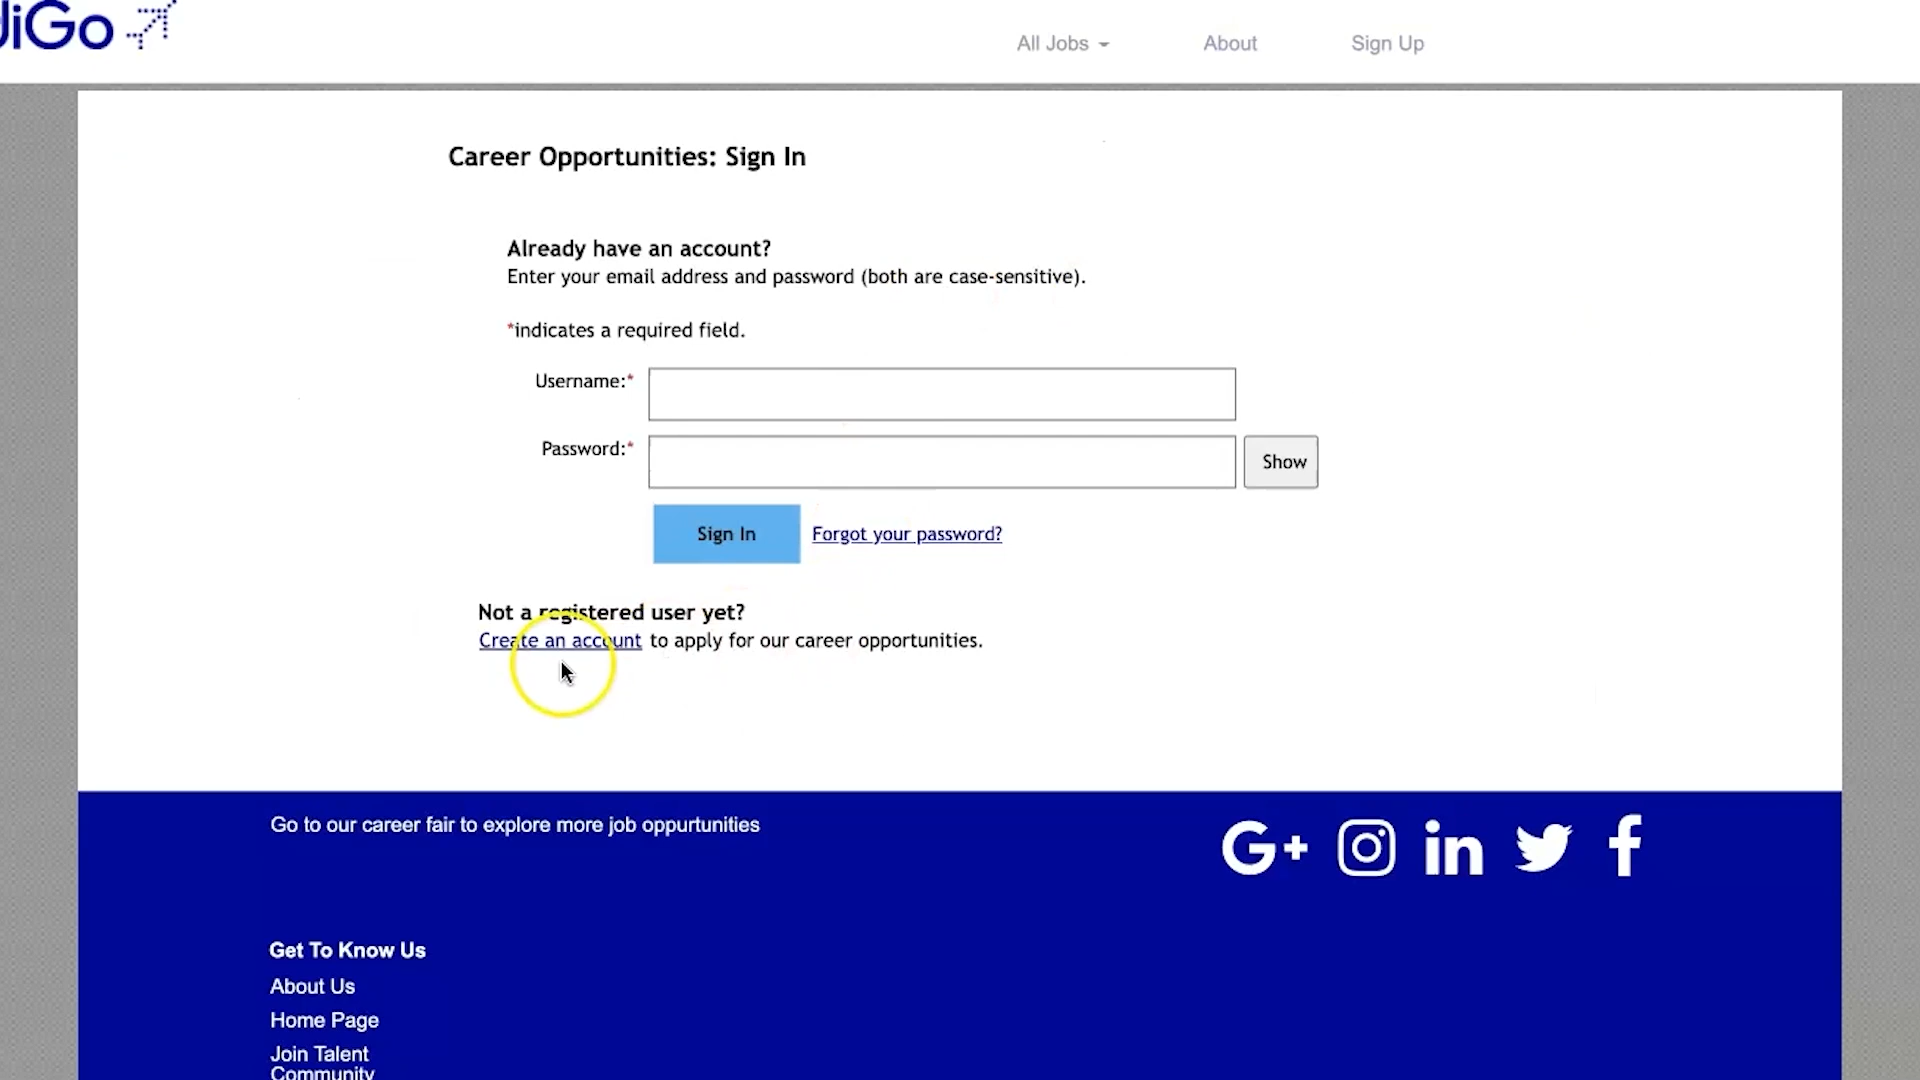 diGo
All Jobs
About
Sign Up
Career Opportunities: Sign In
Already have an account?
Enter your email address and password (both are case-sensitive).
*indicates a required field.
Username:*
Password:*
Show
Sign In
Forgot your password?
Not a registered user yet?
Create an account to apply for our career opportunities.
Go to our career fair to explore more job oppurtunities
G+
in
f
Get To Know Us
About Us
Home Page
Join Talent
Community